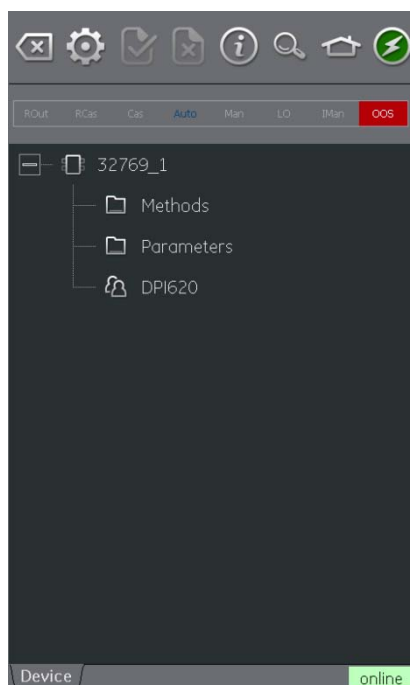 ROut RCas Cas Auto Man LO IMan OOS
32769_1
Methods
Parameters
DPI620
Device online